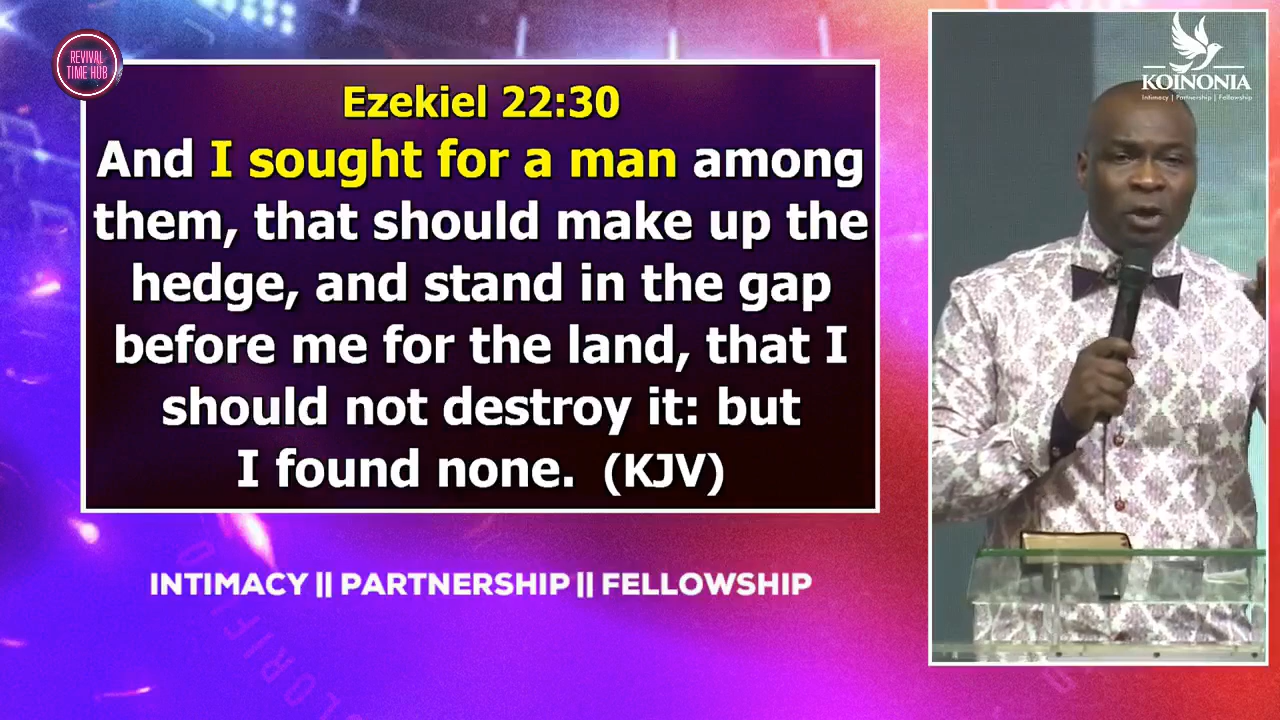 REVIVAL
TIME HUB
Ezekiel 22:30
And I sought for a man among
them, that should make up the
hedge, and stand in the gap
before me for the land, that I
should not destroy it: but
I found none. (KJV)
INTIMACY || PARTNERSHIP || FELLOWSHIP
KOINONIA
Intimacy | Partnership | Fellowship